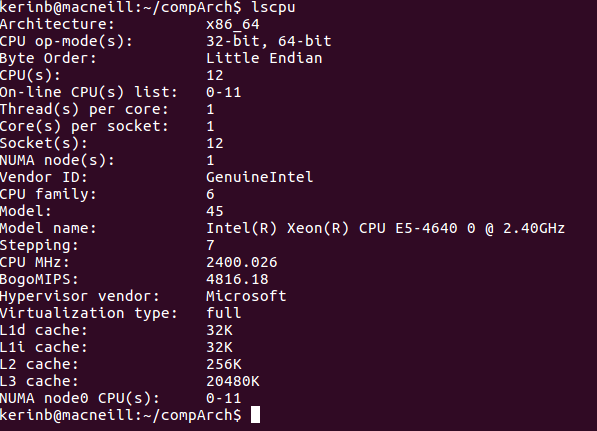 kerinb@macneill:~/compArch$ lscpu
Architecture:          x86_64
CPU op-mode(s):        32-bit, 64-bit
Byte Order:            Little Endian
CPU(s):                12
On-line CPU(s) list:   0-11
Thread(s) per core:    1
Core(s) per socket:    1
Socket(s):             12
NUMA node(s):          1
Vendor ID:             GenuineIntel
CPU family:            6
Model:                 45
Model name:            Intel(R) Xeon(R) CPU E5-4640 0 @ 2.40GHz
Stepping:              7
CPU MHz:               2400.026
BogoMIPS:              4816.18
Hypervisor vendor:     Microsoft
Virtualization type:   full
L1d cache:             32K
L1i cache:             32K
L2 cache:              256K
L3 cache:              20480K
NUMA node0 CPU(s):     0-11
kerinb@macneill:~/compArch$